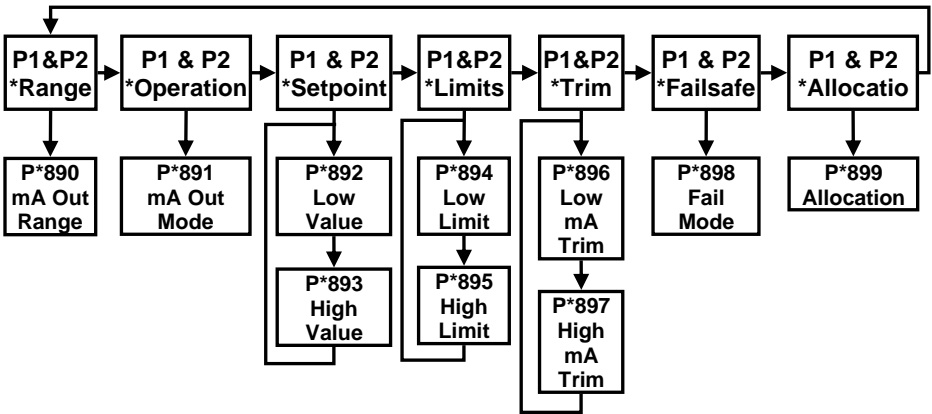 P1&P2
*Range
P1 & P2
*Operation
P1 & P2
*Setpoint
P1&P2
*Limits
P1&P2
*Trim
P1 & P2
*Failsafe
P1 & P2
*Allocatio
P*890
mA Out
Range
P*891
mA Out
Mode
P*892
Low
Value
P*893
High
Value
P*894
Low
Limit
P*895
High
Limit
P*896
Low
mA
Trim
P*897
High
mA
Trim
P*898
Fail
Mode
P*899
Allocation